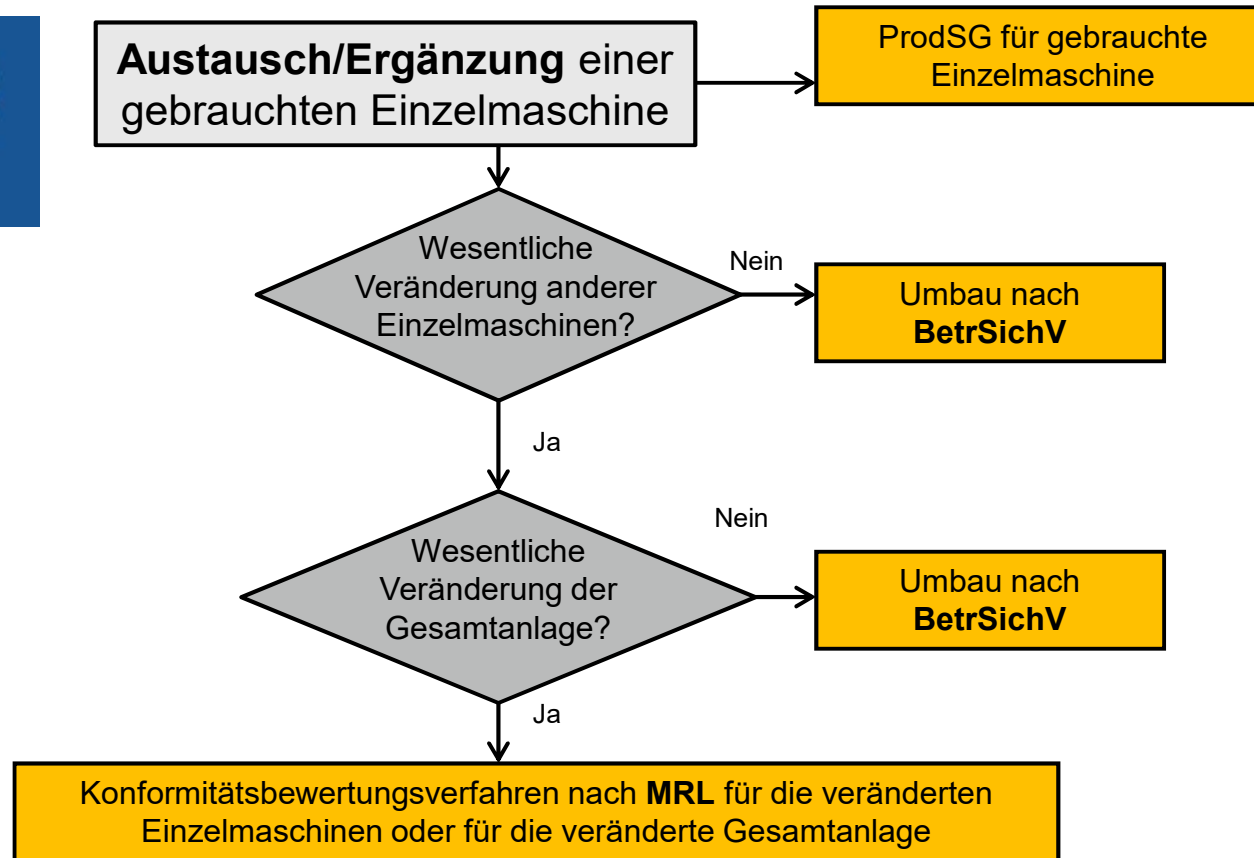 Austausch/Ergänzung einer
gebrauchten Einzelmaschine
ProdSG für gebrauchte
Einzelmaschine
Wesentliche
Veränderung anderer
Einzelmaschinen?
Nein
Umbau nach
BetrSichV
Ja
Wesentliche
Veränderung der
Gesamtanlage?
Nein
Umbau nach
BetrSichV
Ja
Konformitätsbewertungsverfahren nach MRL für die veränderten
Einzelmaschinen oder für die veränderte Gesamtanlage